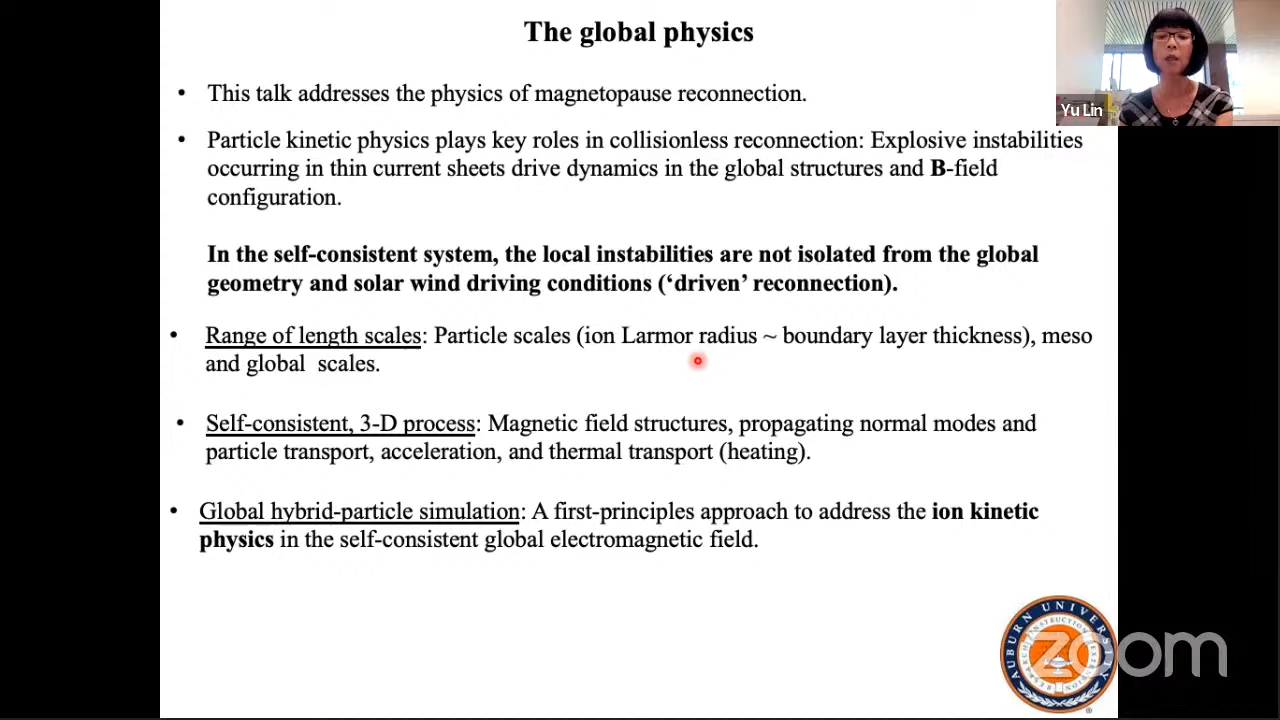 The global physics
Yu Lin
• This talk addresses the physics of magnetopause reconnection.
• Particle kinetic physics plays key roles in collisionless reconnection: Explosive instabilities
occurring in thin current sheets drive dynamics in the global structures and B-field
configuration.
In the self-consistent system, the local instabilities are not isolated from the global
geometry and solar wind driving conditions (‘driven’ reconnection).
• Range of length scales: Particle scales (ion Larmor radius ~ boundary layer thickness), meso
and global scales.
• Self-consistent, 3-D process: Magnetic field structures, propagating normal modes and
particle transport, acceleration, and thermal transport (heating).
• Global hybrid-particle simulation: A first-principles approach to address the ion kinetic
physics in the self-consistent global electromagnetic field.
AUBURN UNIVERSITY
INSTRUCTION
zoom
®